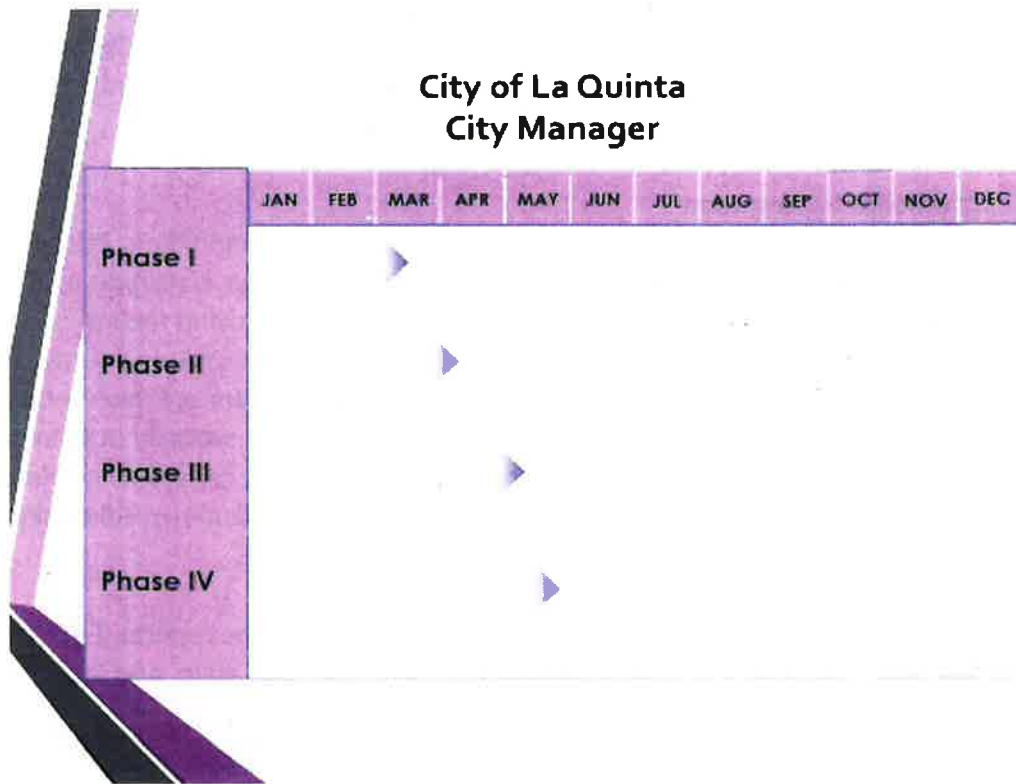 City of La Quinta
City Manager
JAN FEB MAR APR MAY JUN JUL AUG SEP OCT NOV DEC
Phase I
Phase II
Phase III
Phase IV